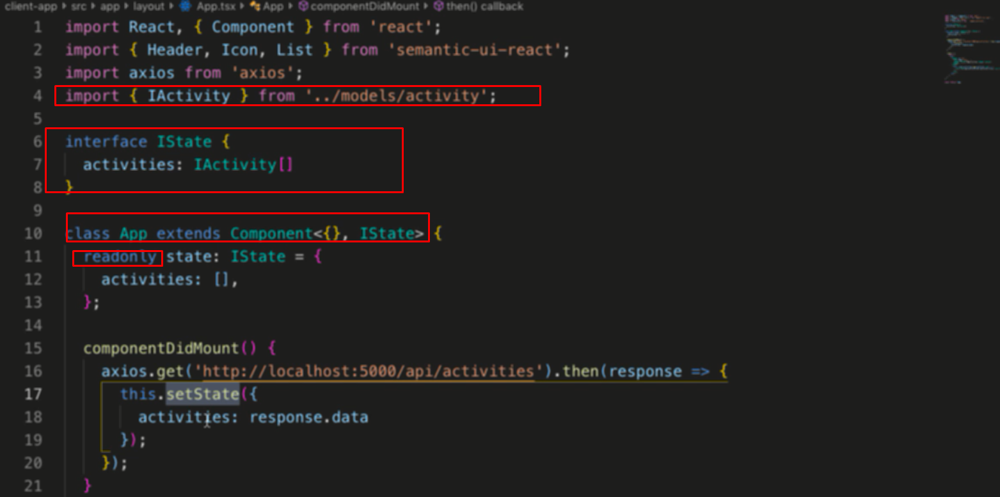 client-app › src › app › layout › App.tsx › App › componentDidMount › then() callback
1 import React, { Component } from 'react';
2 import { Header, Icon, List } from 'semantic-ui-react';
3 import axios from 'axios';
4 import { IActivity } from '../models/activity';
5
6 interface IState {
7 activities: IActivity[]
8 }
9
10 class App extends Component<{}, IState> {
11 readonly state: IState = {
12 activities: [],
13 };
14
15 componentDidMount() {
16 axios.get('http://localhost:5000/api/activities').then(response => {
17 this.setState({
18 activities: response.data
19 });
20 });
21 }